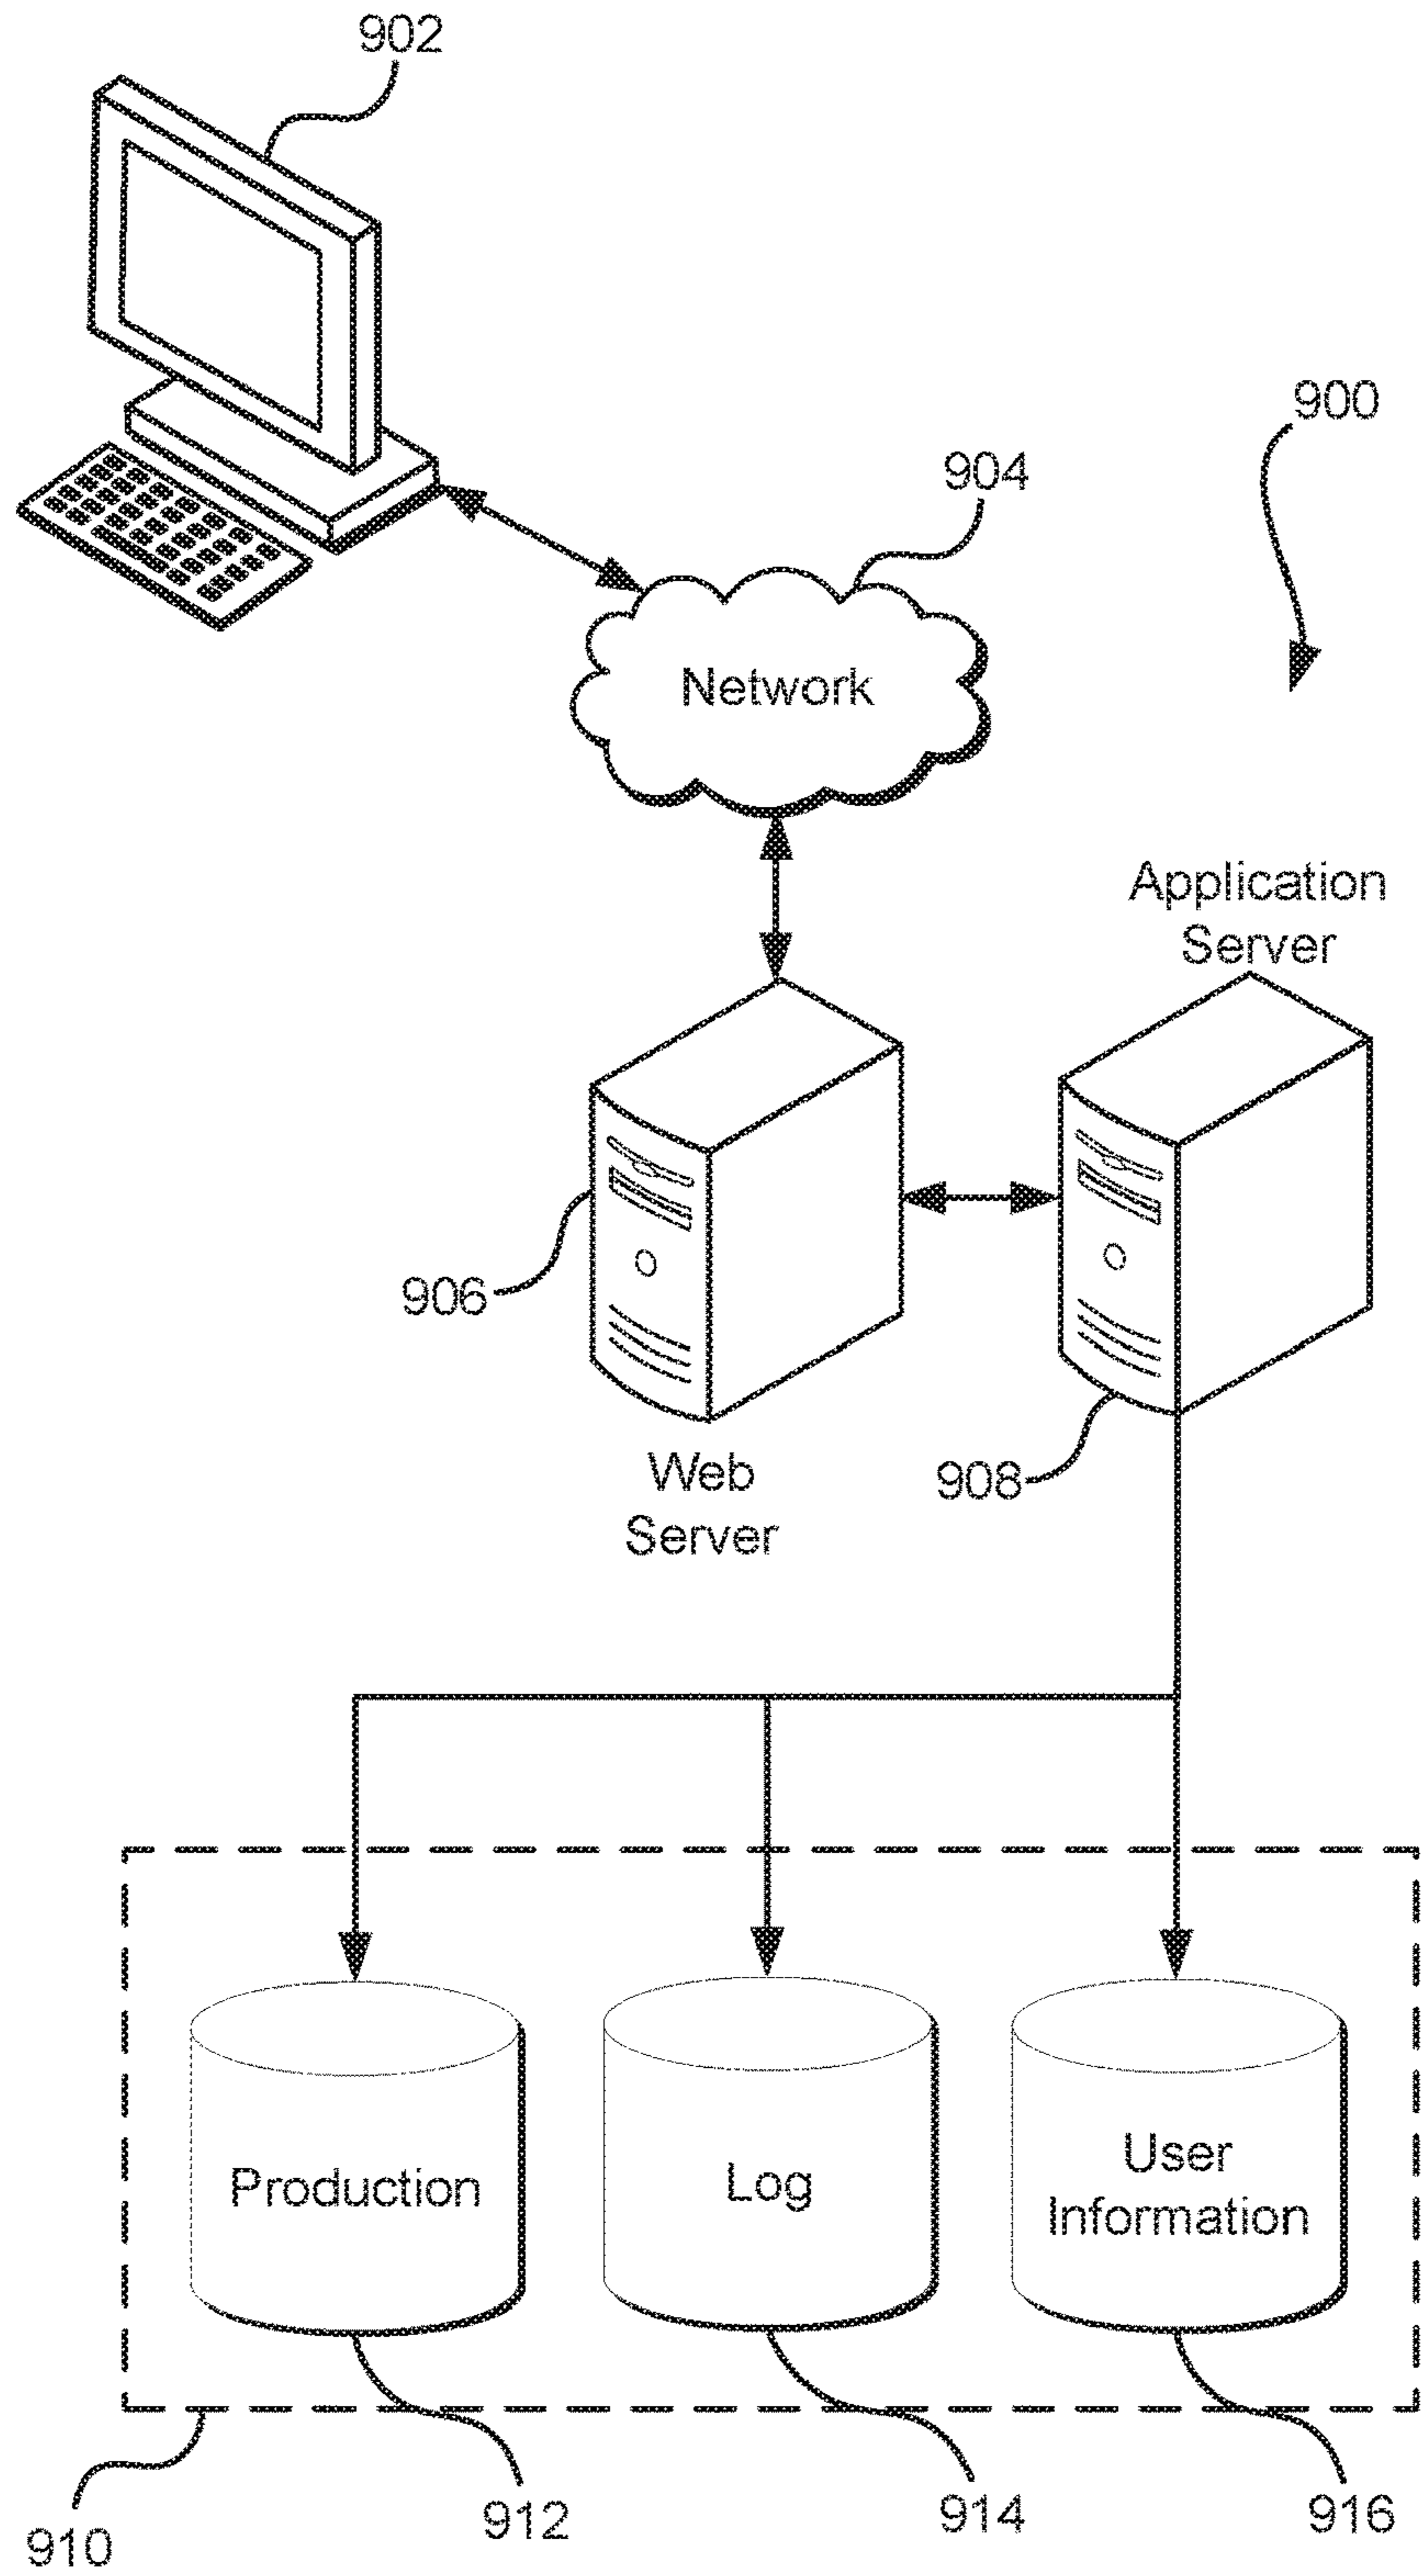 902
900
904
Network
Application
Server
906
Web
Server
908
Production
Log
User
Information
910
912
914
916